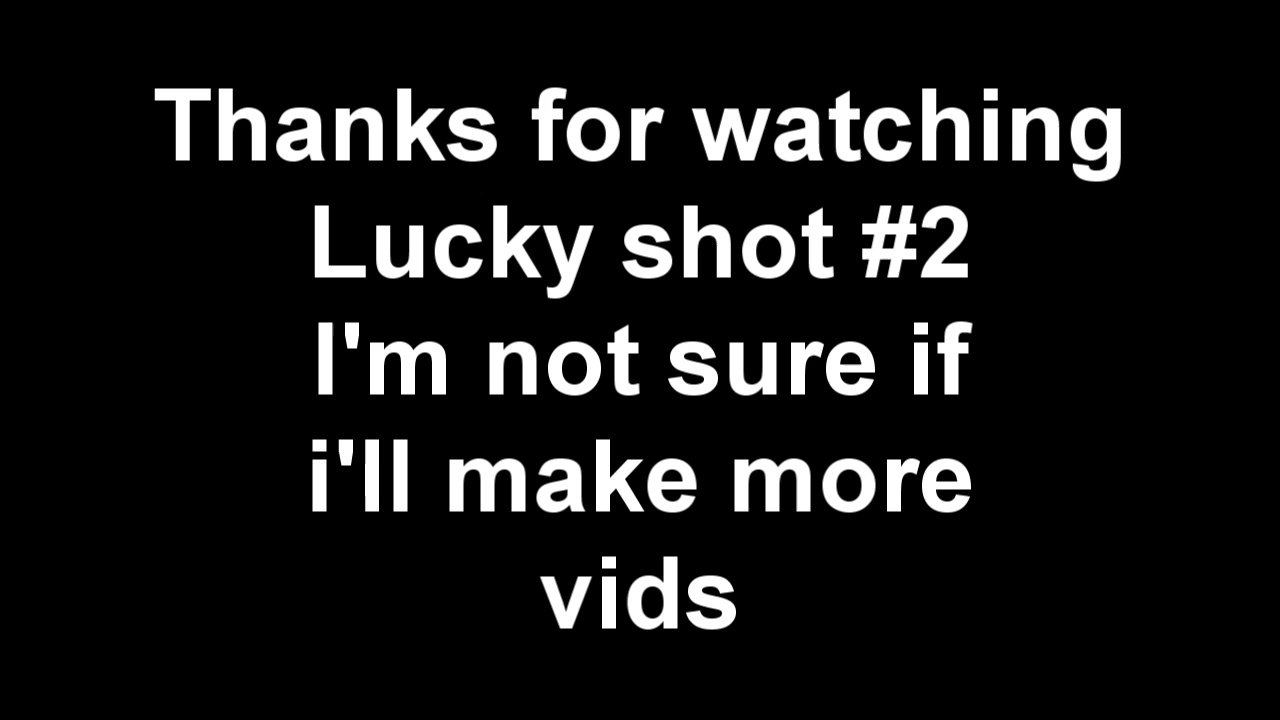 Thanks for watching
Lucky shot #2
I'm not sure if
i'll make more
vids